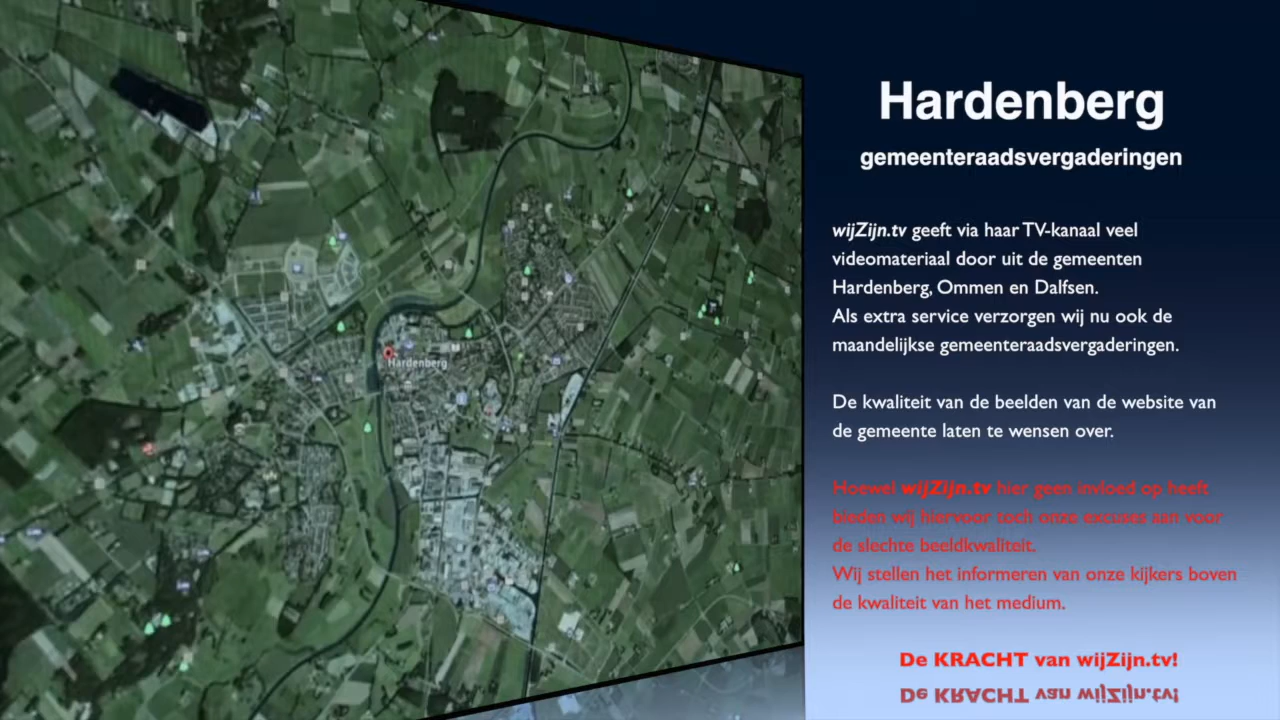 Hardenberg
gemeenteraadsvergaderingen
wijZijn.tv geeft via haar TV-kanaal veel
videomateriaal door uit de gemeenten
Hardenberg, Ommen en Dalfsen.
Als extra service verzorgen wij nu ook de
maandelijkse gemeenteraadsvergaderingen.
De kwaliteit van de beelden van de website van
de gemeente laten te wensen over.
Hoewel wijZijn.tv hier geen invloed op heeft
bieden wij hiervoor toch onze excuses aan voor
de slechte beeldkwaliteit.
Wij stellen het informeren van onze kijkers boven
de kwaliteit van het medium.
De KRACHT van wijZijn.tv!
Hardenberg